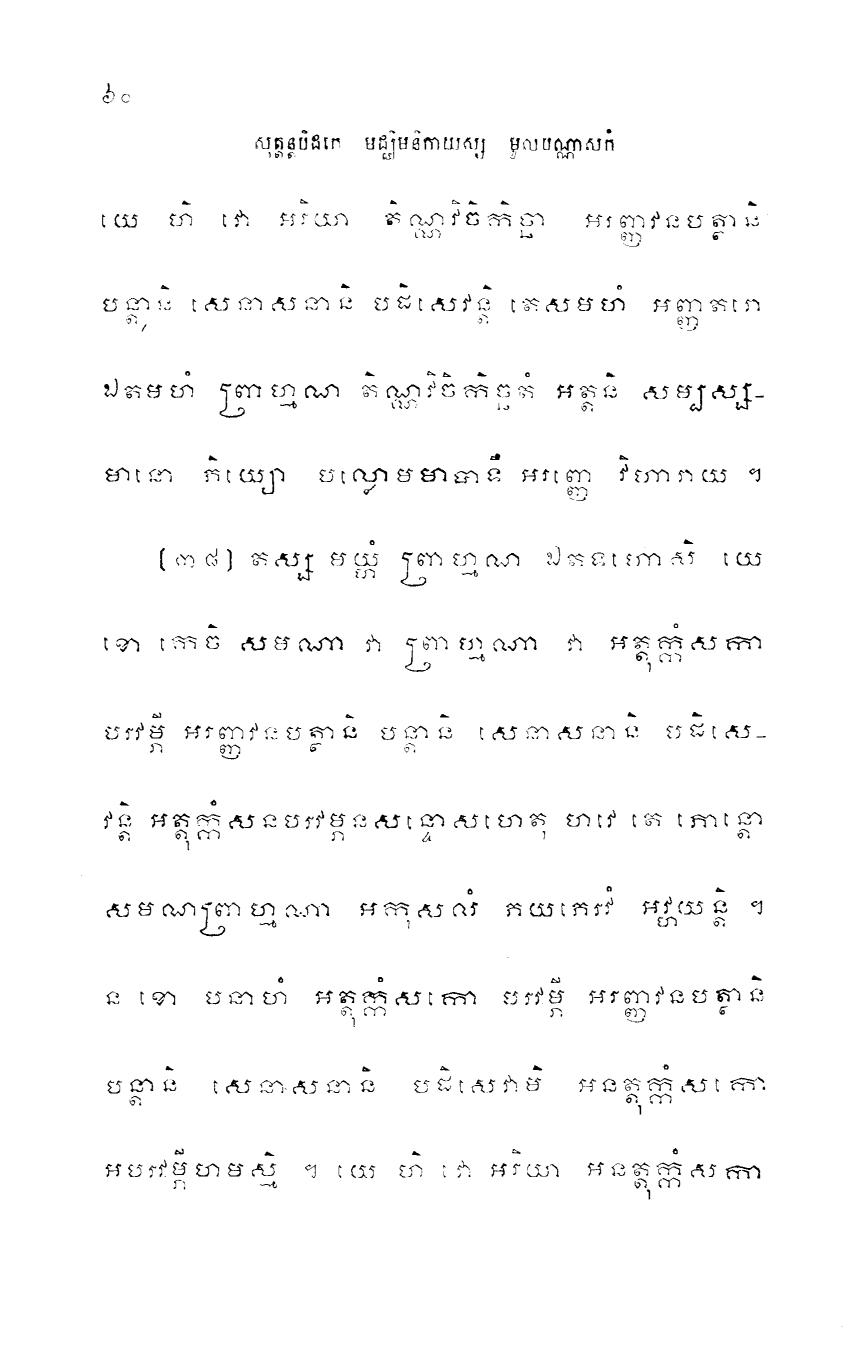 ៦០
សុត្តន្តបិដកេ មជ្ឈិមនិកាយស្ស មូលបណ្ណាសកំ
យេ ហិ វោ អរិយា តិណ្ណវិចិកិច្ឆា អរញ្ញវនបត្ថានិ
បន្តានិ សេនាសនានិ បដិសេវន្តិ តេសមហំ អញ្ញតរោ
ឯតមហំ ព្រាហ្មណ តិណ្ណវិចិកិច្ឆតំ អត្តនិ សម្បស្ស-
មានោ ភិយ្យោ បល្លោមមាបាទឹ អរញ្ញេ វិហារាយ ។
(៣៨) តស្ស មយ្ហំ ព្រាហ្មណ ឯតទហោសិ យេ
ខោ កេចិ សមណា វា ព្រាហ្មណា វា អត្តុក្កំសកា
បរវម្ភី អរញ្ញវនបត្ថានិ បន្តានិ សេនាសនានិ បដិសេ-
វន្តិ អត្តុក្កំសនបរវម្ភនសន្ទោសហេតុ ហវេ តេ ភោន្តោ
សមណព្រាហ្មណា អកុសលំ ភយភេរវំ អវ្ហយន្តិ ។
ន ខោ បនាហំ អត្តុក្កំសកោ បរវម្ភី អរញ្ញវនបត្ថានិ
បន្តានិ សេនាសនានិ បដិសេវាមិ អនត្តុក្កំសកោ
អបរវម្ភីហមស្មិ ។ យេ ហិ វោ អរិយា អនត្តុក្កំសកា